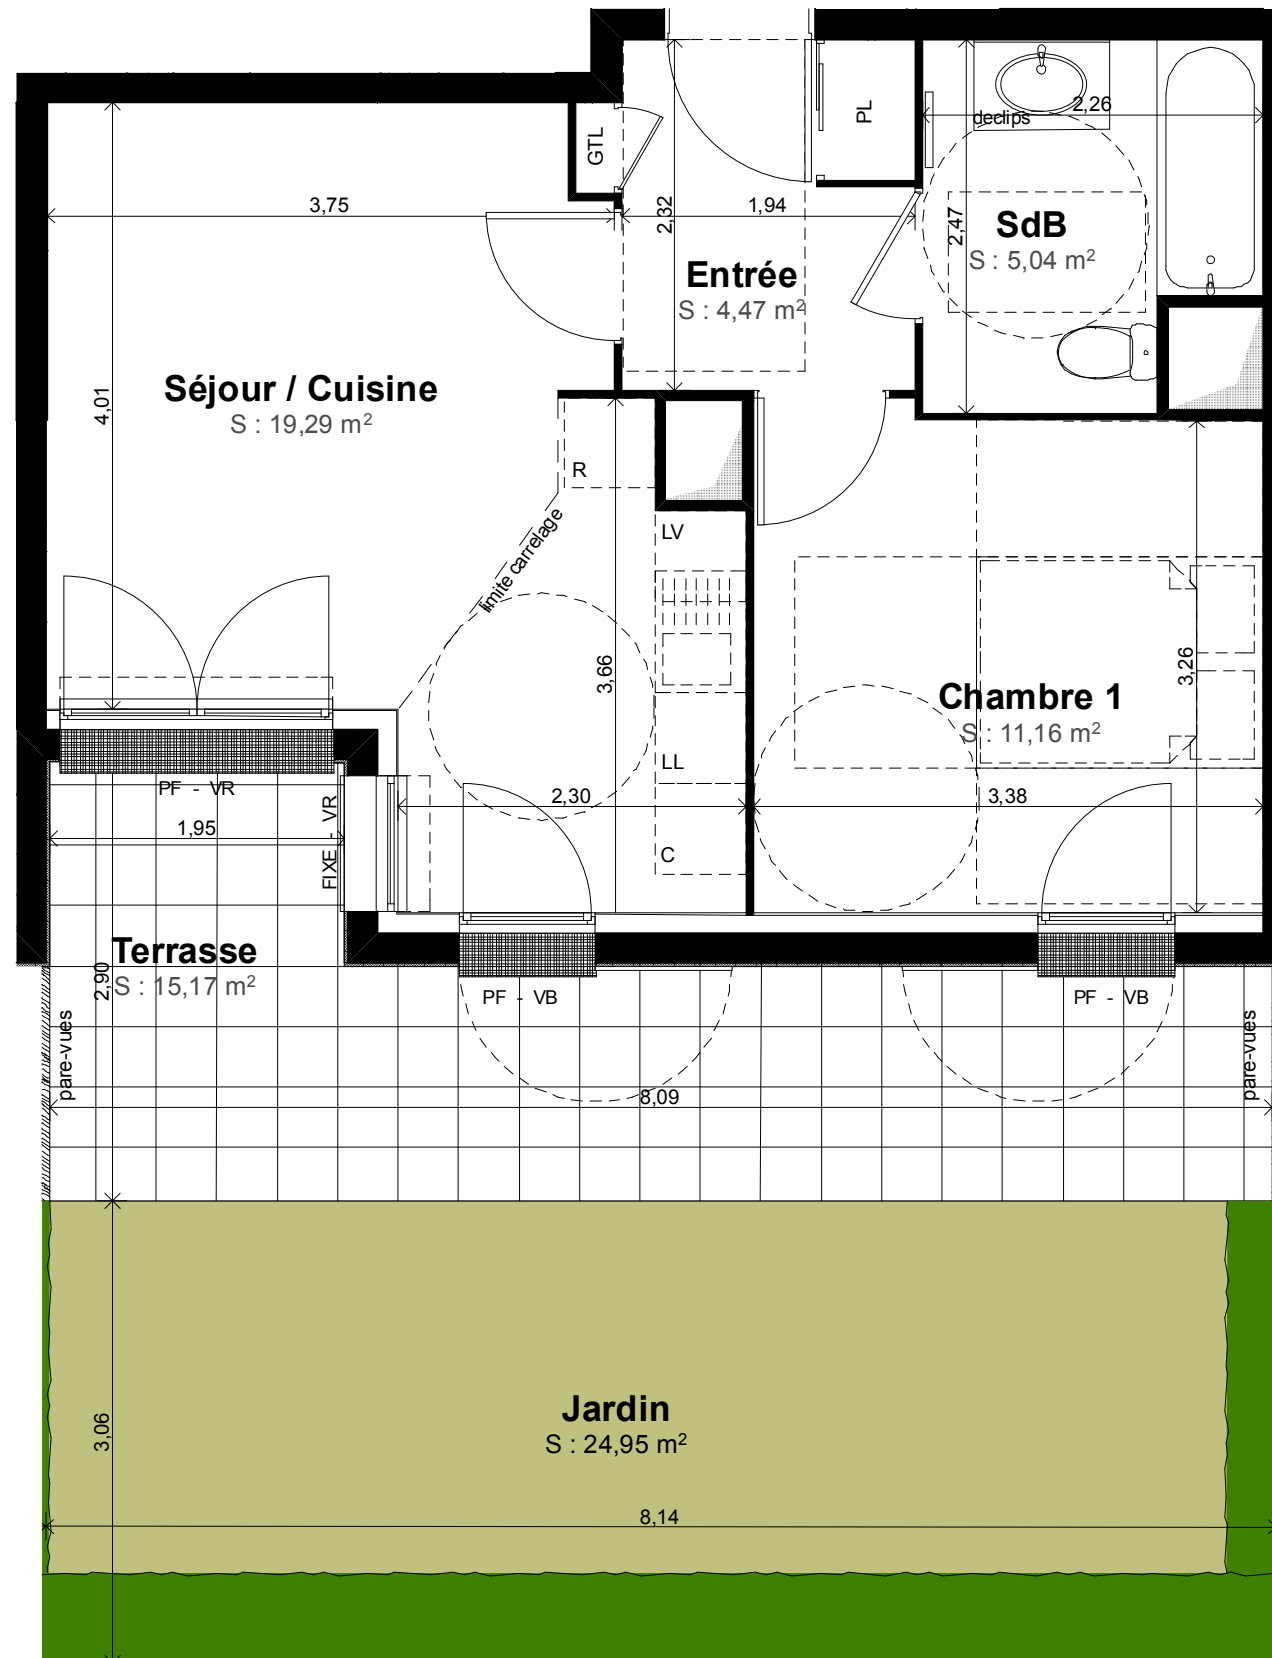 GTL
PL
declips
2,26
3,75
2,32
1,94
2,47
SdB
S : 5,04 m²
Entrée
S : 4,47 m²
Séjour / Cuisine
S : 19,29 m²
4,01
R
limite carrelage
LV
3,66
3,26
Chambre 1
S : 11,16 m²
LL
PF - VR
FIXE - VR
2,30
3,38
1,95
C
Terrasse
S : 15,17 m²
2,90
PF - VB
PF - VB
pare-vues
pare-vues
8,09
Jardin
S : 24,95 m²
3,06
8,14